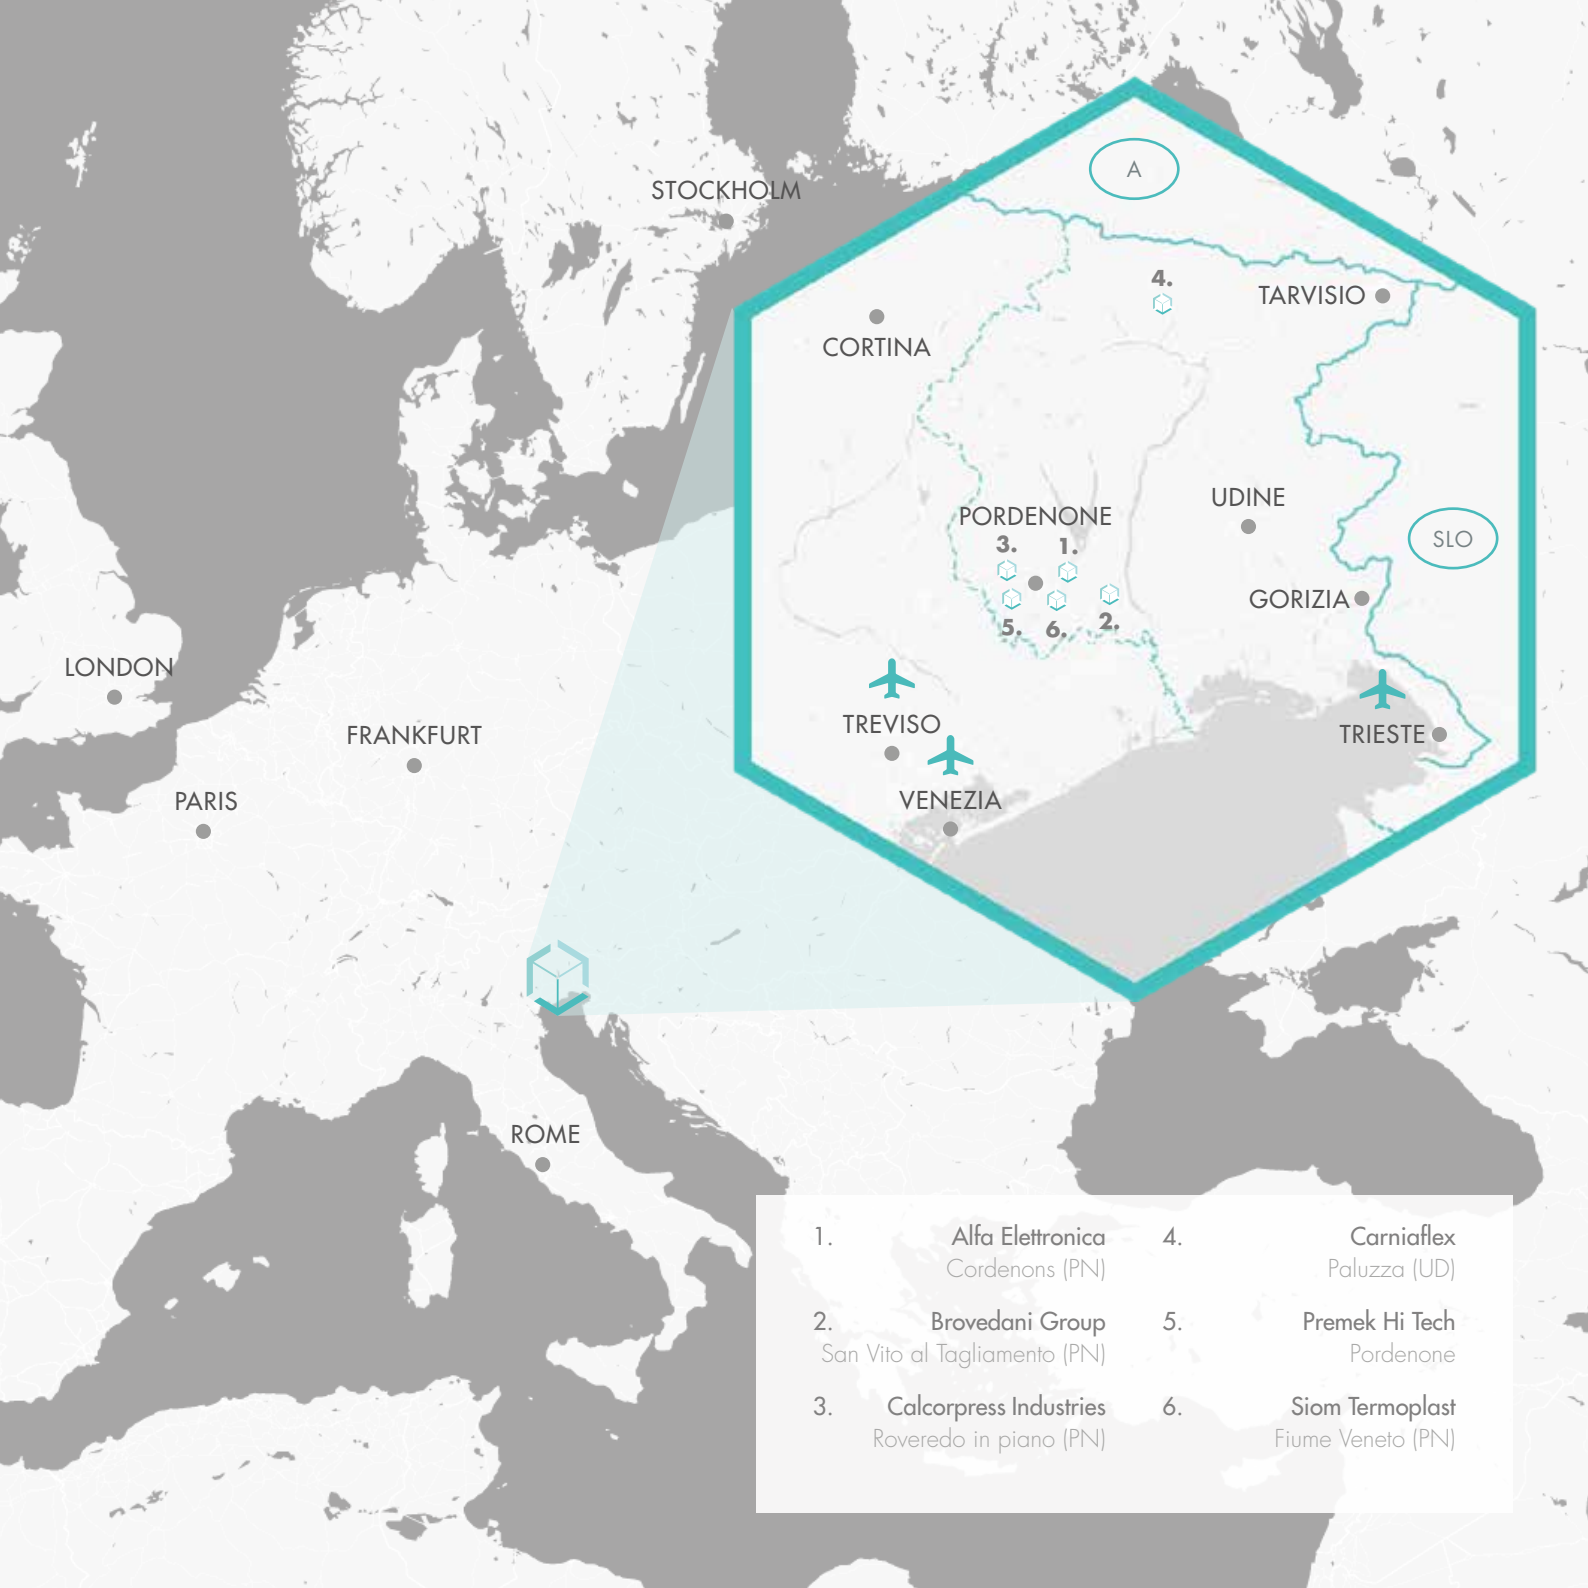 STOCKHOLM
A
4.
TARVISIO
CORTINA
UDINE
PORDENONE
3.
1.
SLO
GORIZIA
5.
6.
2.
LONDON
TREVISO
TRIESTE
FRANKFURT
VENEZIA
PARIS
ROME
1. Alfa Elettronica
Cordenons (PN)
2. Brovedani Group
San Vito al Tagliamento (PN)
3. Calcorpress Industries
Roveredo in piano (PN)
4. Carniaflex
Paluzza (UD)
5. Premek Hi Tech
Pordenone
6. Siom Termoplast
Fiume Veneto (PN)